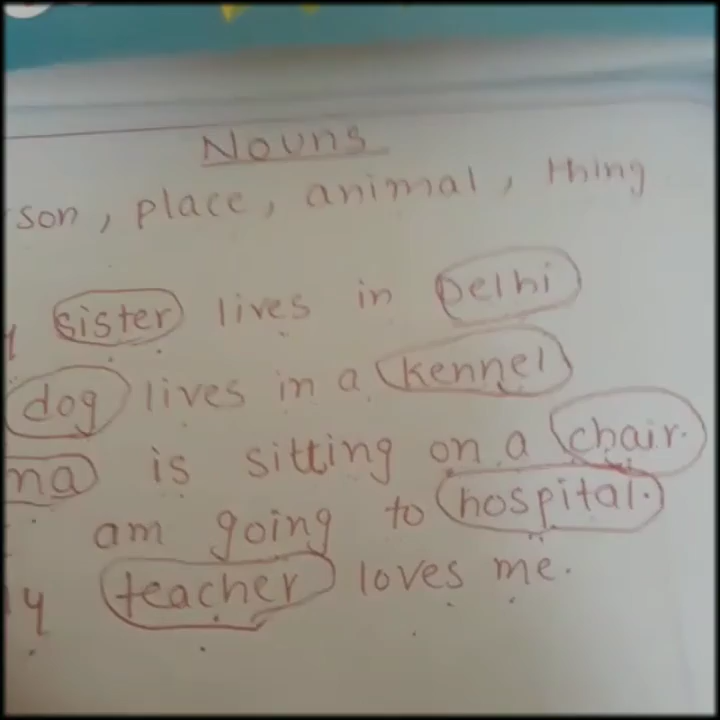 Nouns
son, place, animal, thing
sister lives in Delhi
dog lives in a kennel
na is sitting on a chair.
am going to hospital.
y teacher loves me.